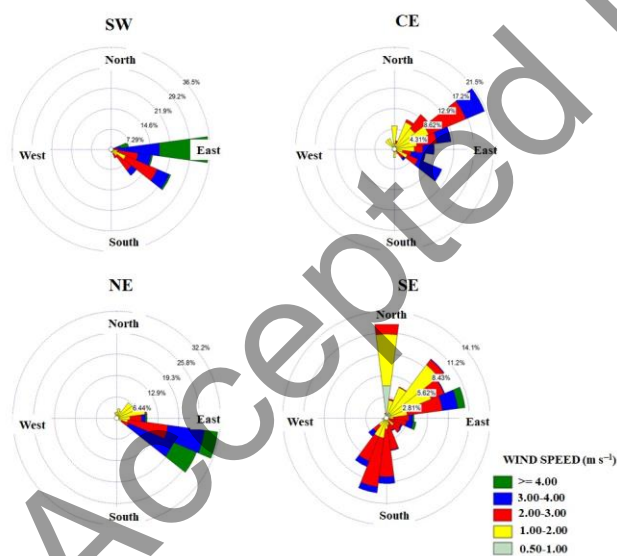 SW
North
36.5%
29.2%
21.9%
14.6%
7.29%
West
East
South
CE
North
21.5%
17.2%
12.9%
8.62%
4.31%
West
East
South
NE
North
32.2%
25.8%
19.3%
12.9%
6.44%
West
East
South
SE
North
14.1%
11.2%
8.43%
5.62%
2.81%
West
East
South
WIND SPEED (m s⁻¹)
>= 4.00
3.00-4.00
2.00-3.00
1.00-2.00
0.50-1.00
Accepted